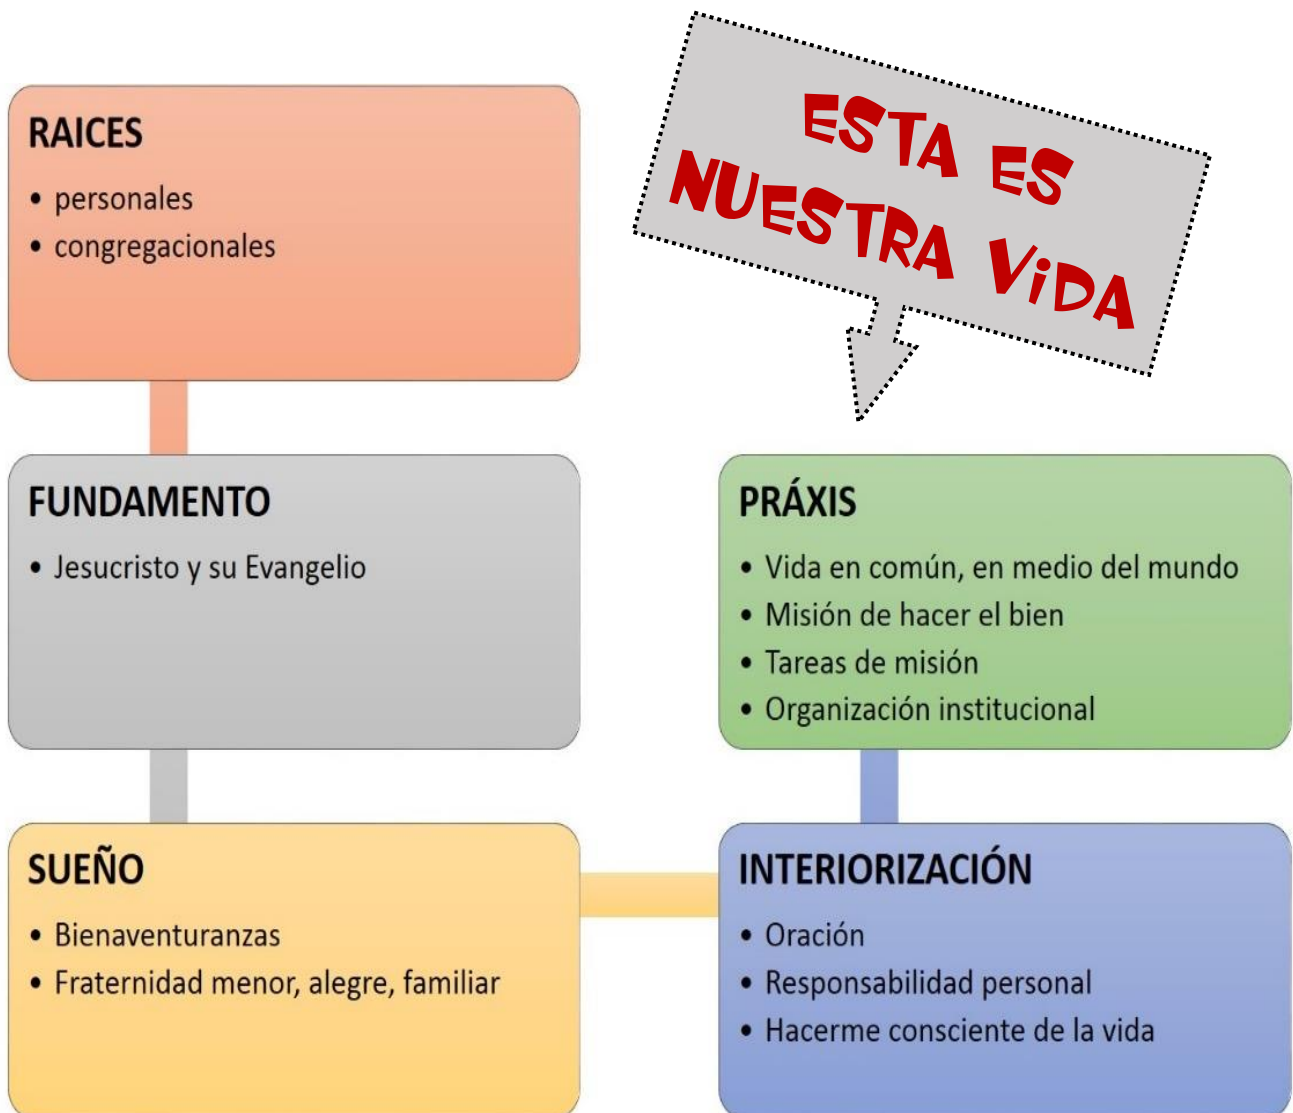 ESTA ES
NUESTRA ViDA
RAICES
• personales
• congregacionales
FUNDAMENTO
• Jesucristo y su Evangelio
SUEÑO
• Bienaventuranzas
• Fraternidad menor, alegre, familiar
INTERIORIZACIÓN
• Oración
• Responsabilidad personal
• Hacerme consciente de la vida
PRÁXIS
• Vida en común, en medio del mundo
• Misión de hacer el bien
• Tareas de misión
• Organización institucional